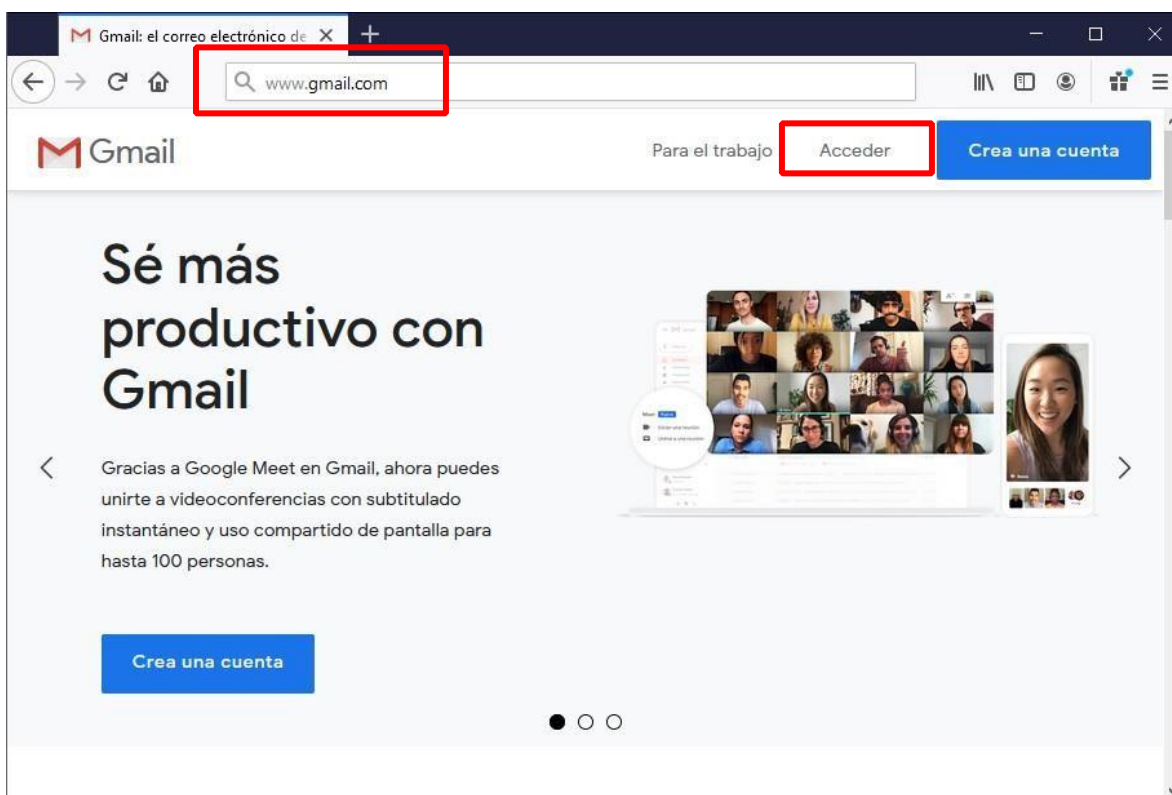 Gmail: el correo electrónico de
www.gmail.com
Gmail
Para el trabajo
Acceder
Crea una cuenta
Sé más
productivo con
Gmail
Gracias a Google Meet en Gmail, ahora puedes
unirte a videoconferencias con subtitulado
instantáneo y uso compartido de pantalla para
hasta 100 personas.
Crea una cuenta